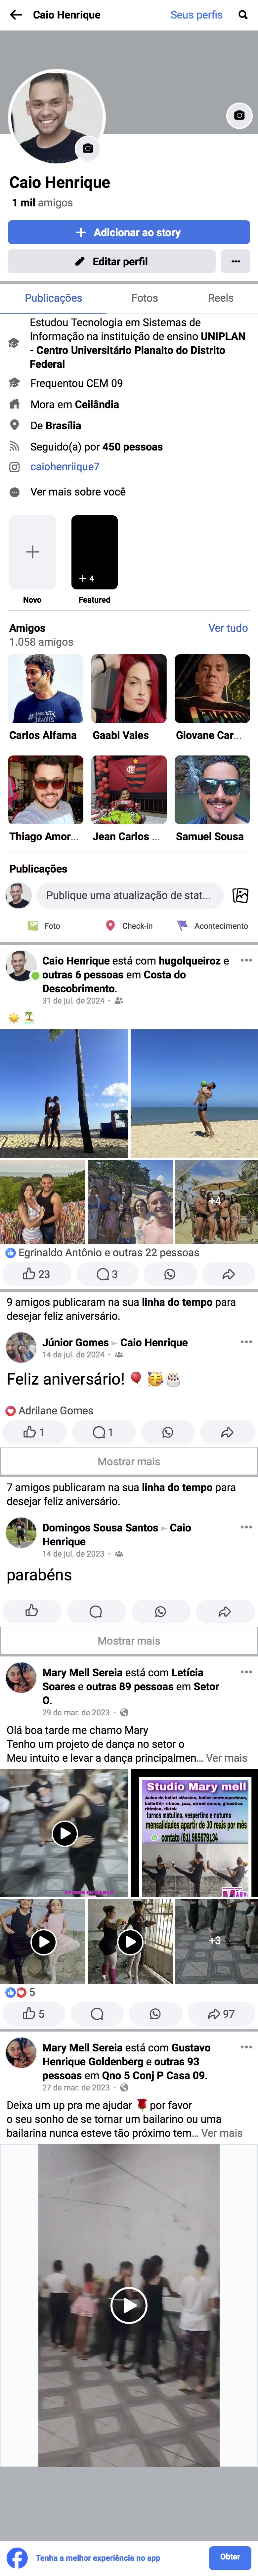 Caio Henrique
Seus perfis
Caio Henrique
1 mil amigos
Adicionar ao story
Editar perfil
Publicações
Fotos
Reels
Estudou Tecnologia em Sistemas de
Informação na instituição de ensino UNIPLAN
- Centro Universitário Planalto do Distrito
Federal
Frequentou CEM 09
Mora em Ceilândia
De Brasília
Seguido(a) por 450 pessoas
caiohenriique7
Ver mais sobre você
+ 4
Novo
Featured
Amigos
Ver tudo
1.058 amigos
Carlos Alfama
Gaabi Vales
Giovane Car...
Thiago Amor...
Jean Carlos ...
Samuel Sousa
Publicações
Publique uma atualização de stat...
Foto
Check-in
Acontecimento
Caio Henrique está com hugolqueiroz e
outras 6 pessoas em Costa do
Descobrimento.
31 de jul. de 2024 ·
☀️🏝️
+4
Egrinaldo Antônio e outras 22 pessoas
23
3
9 amigos publicaram na sua linha do tempo para
desejar feliz aniversário.
Júnior Gomes ▸ Caio Henrique
14 de jul. de 2024 ·
Feliz aniversário! 🎈🥳🎂
Adrilane Gomes
1
1
Mostrar mais
7 amigos publicaram na sua linha do tempo para
desejar feliz aniversário.
Domingos Sousa Santos ▸ Caio
Henrique
14 de jul. de 2023 ·
parabéns
Mostrar mais
Mary Mell Sereia está com Letícia
Soares e outras 89 pessoas em Setor
O.
29 de mar. de 2023 ·
Olá boa tarde me chamo Mary
Tenho um projeto de dança no setor o
Meu intuito e levar a dança principalmen... Ver mais
Studio Mary mell
Aulas de ballet clássico, ballet contemporâneo,
turnos matutino, vespertino e noturno
mensalidades apartir de 30 reais por mês
contato (61) 985679134
MARY
+3
5
5
97
Mary Mell Sereia está com Gustavo
Henrique Goldenberg e outras 93
pessoas em Qno 5 Conj P Casa 09.
27 de mar. de 2023 ·
Deixa um up pra me ajudar 🌹 por favor
o seu sonho de se tornar um bailarino ou uma
bailarina nunca esteve tão próximo tem... Ver mais
Tenha a melhor experiência no app
Obter